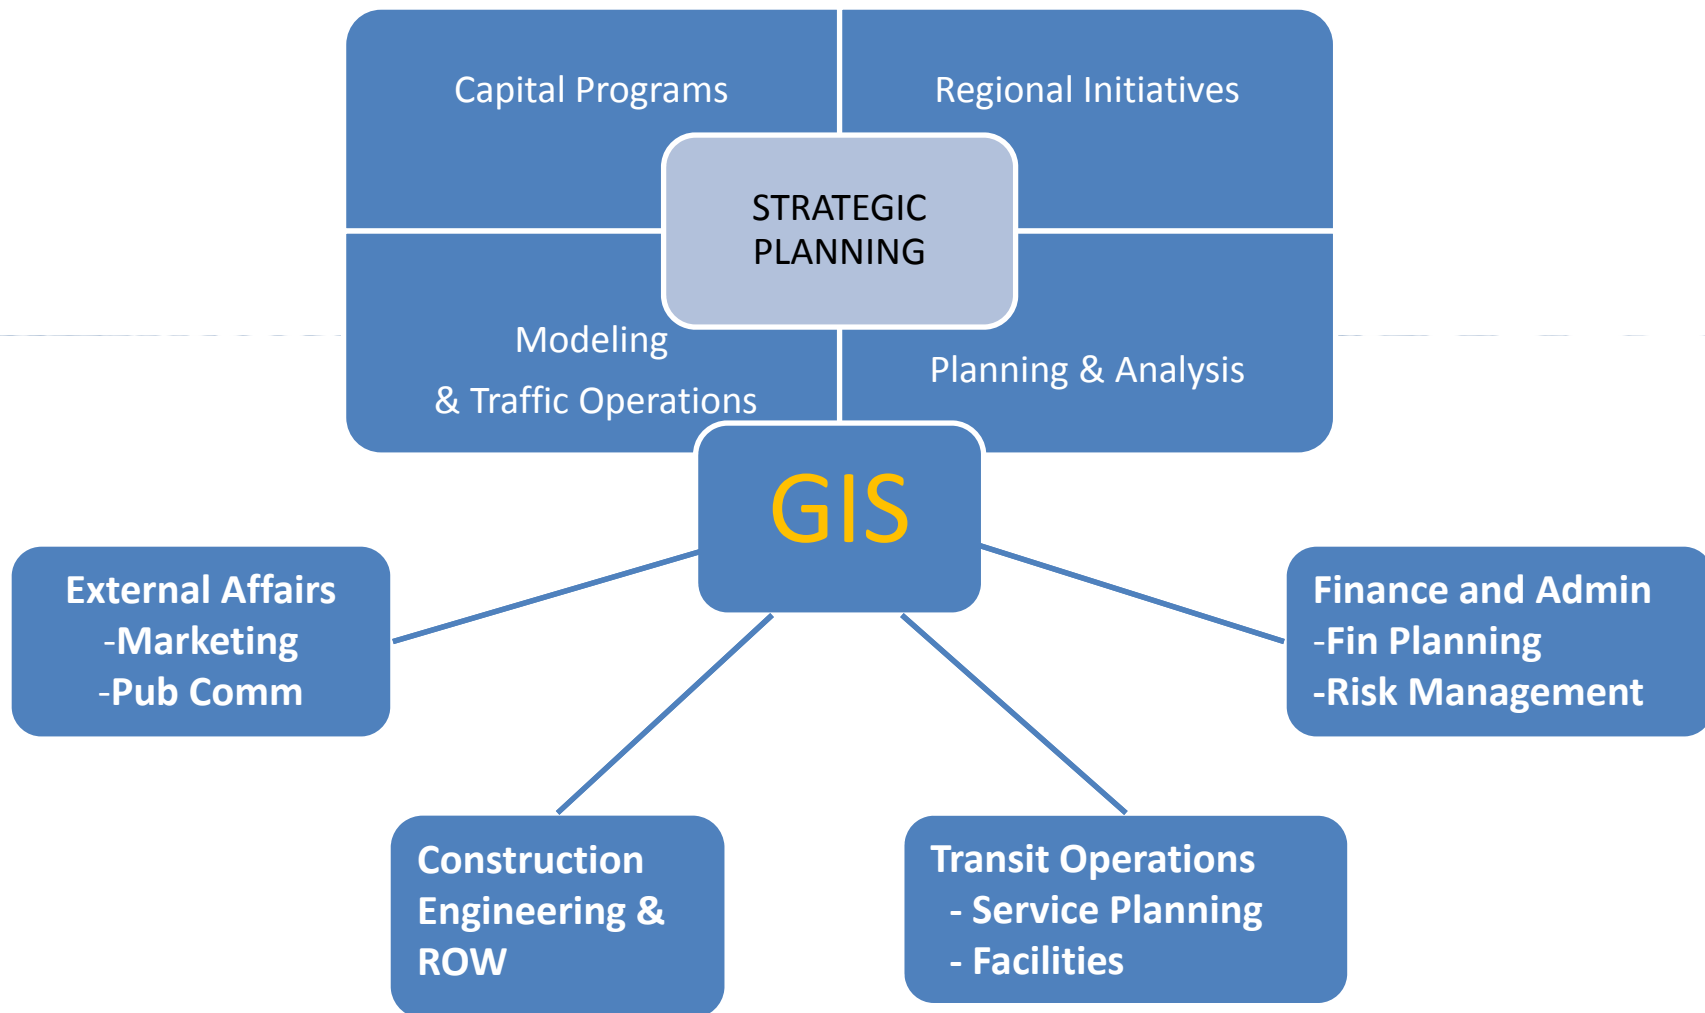 Capital Programs
Regional Initiatives
STRATEGIC
PLANNING
Modeling
& Traffic Operations
Planning & Analysis
GIS
External Affairs
-Marketing
-Pub Comm
Finance and Admin
-Fin Planning
-Risk Management
Construction
Engineering &
ROW
Transit Operations
- Service Planning
- Facilities